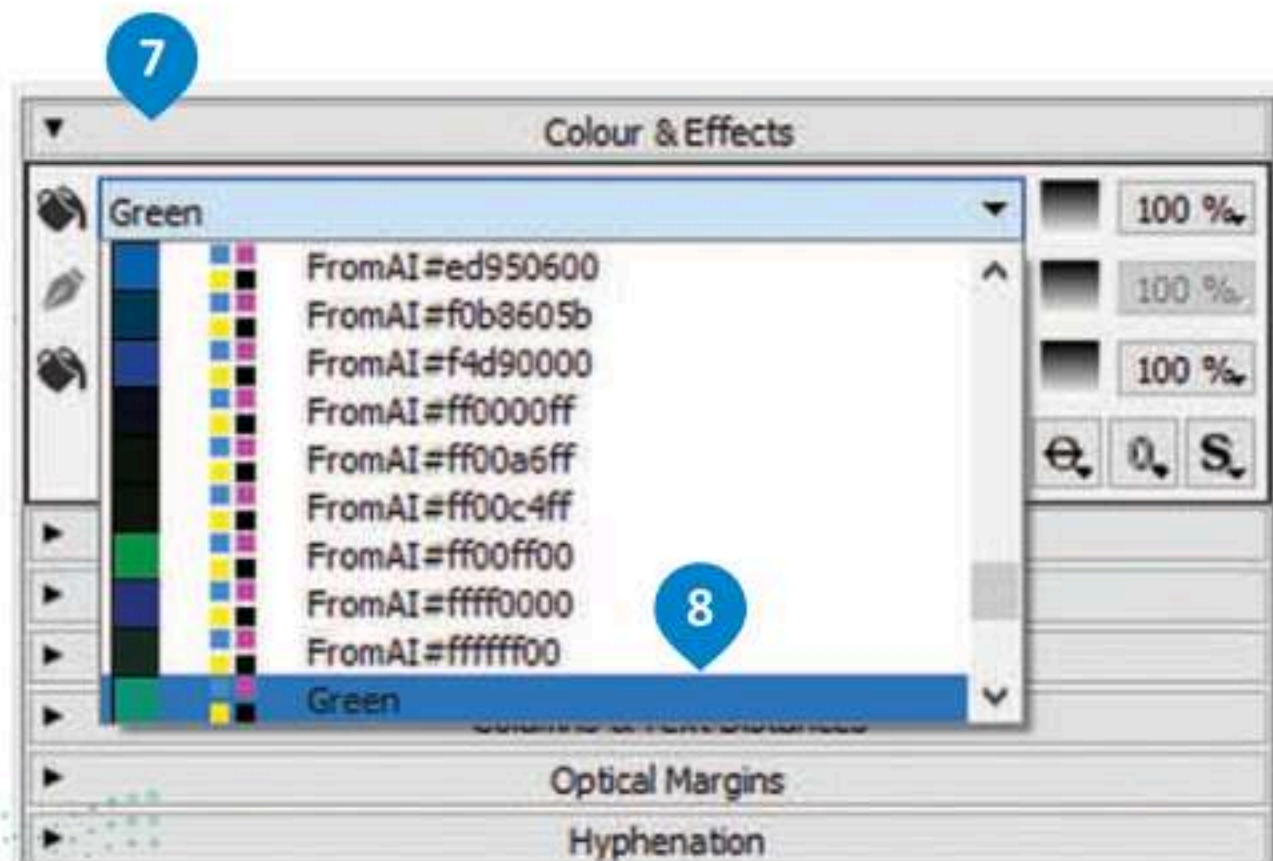 7
Colour & Effects
Green
100 %
FromAI#ed950600
FromAI#f0b8605b
100 %
FromAI#f4d90000
100 %
FromAI#ff0000ff
FromAI#ff00a6ff
FromAI#ff00c4ff
FromAI#ff00ff00
FromAI#ffff0000
8
FromAI#ffffff00
Green
Optical Margins
Hyphenation